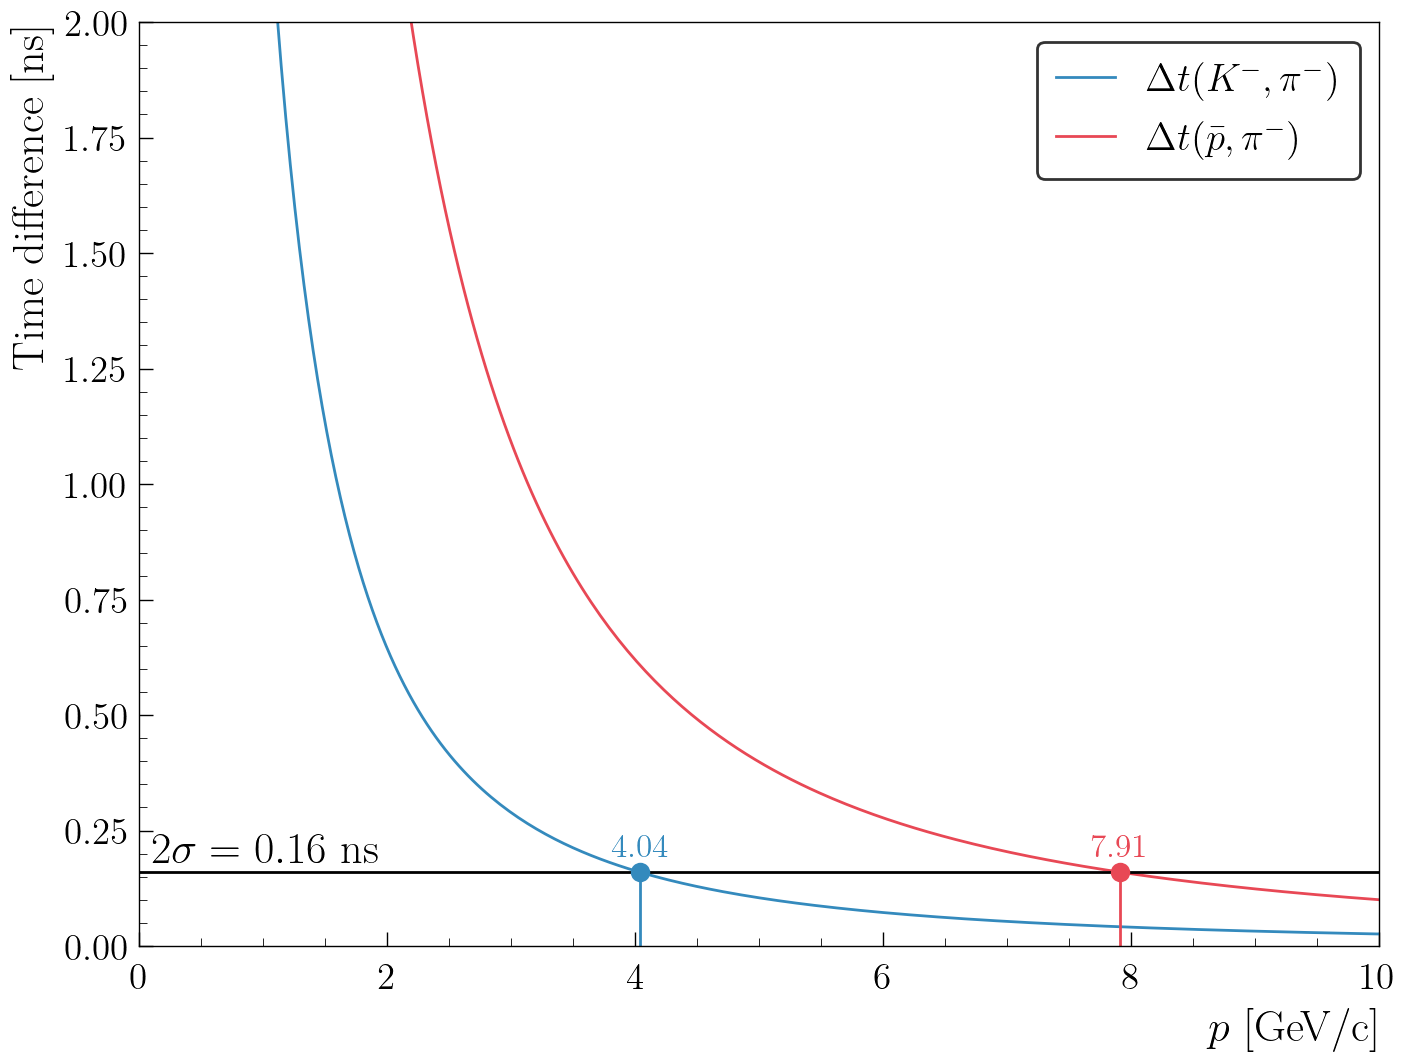 Time difference [ns]
2.00
1.75
1.50
1.25
1.00
0.75
0.50
0.25
0.00
Δt(K⁻, π⁻)
Δt(p̄, π⁻)
2σ = 0.16 ns
4.04
7.91
0 2 4 6 8 10
p [GeV/c]